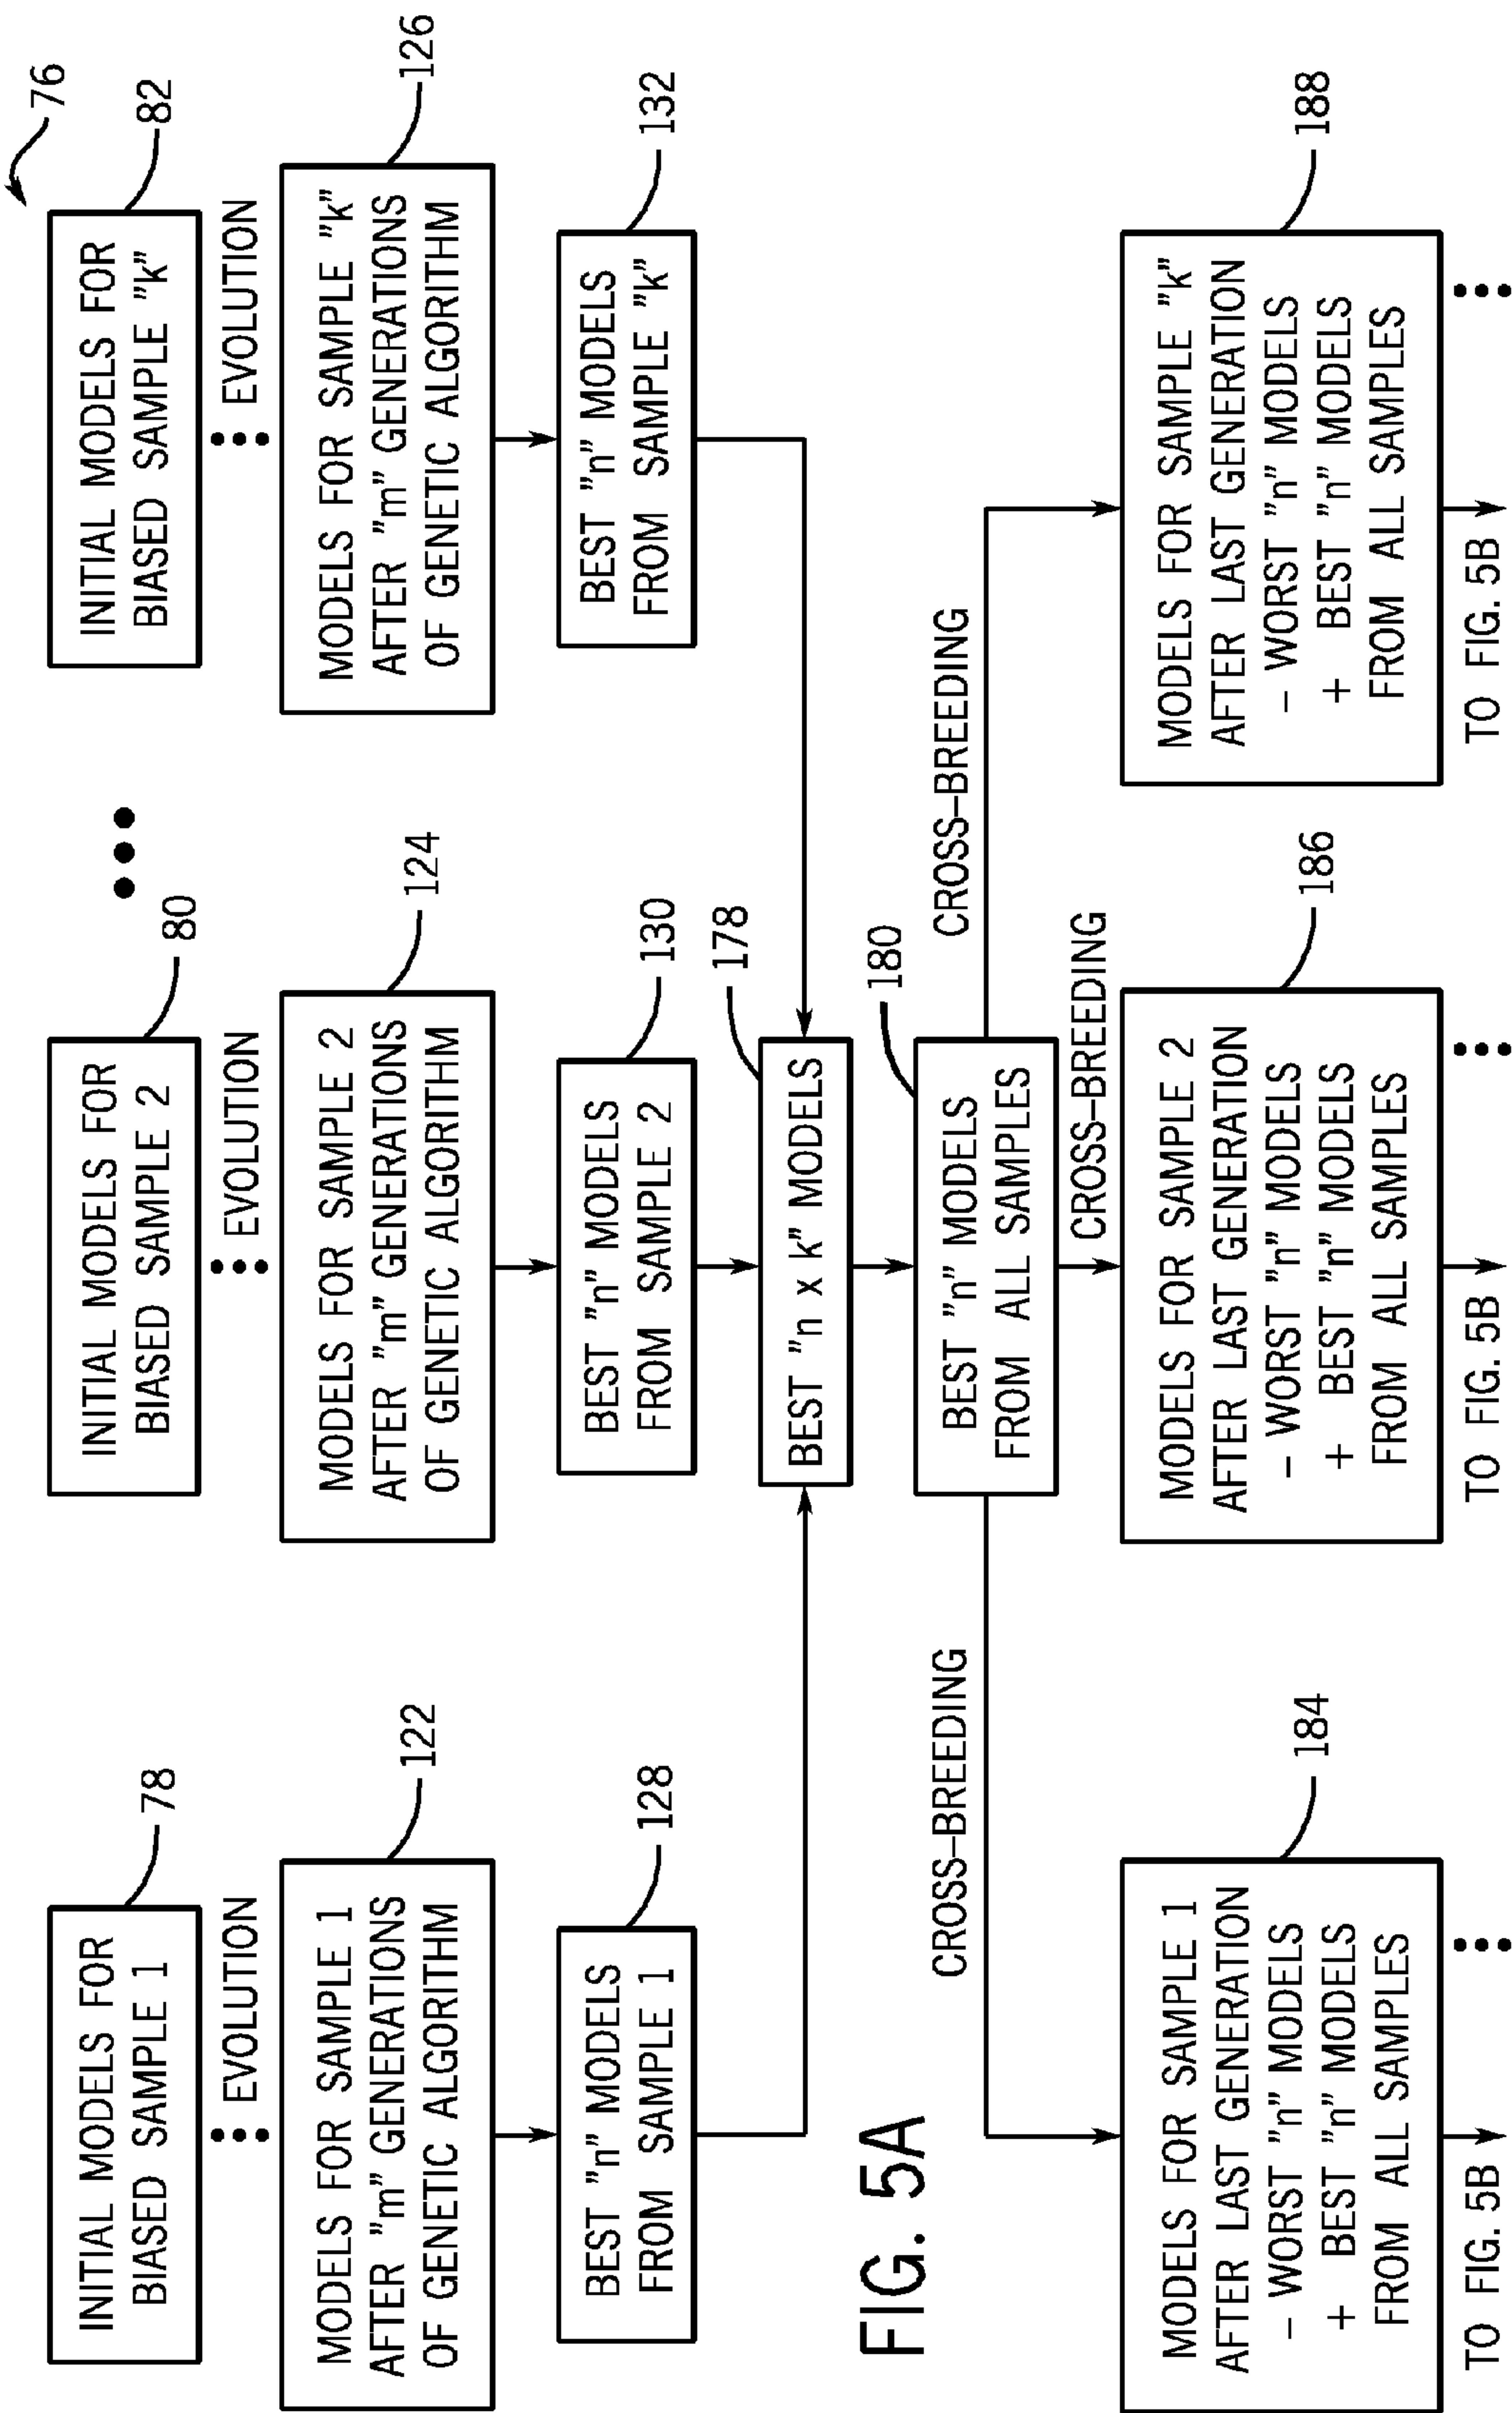 76
78
INITIAL MODELS FOR
BIASED SAMPLE 1
80
INITIAL MODELS FOR
BIASED SAMPLE 2
82
INITIAL MODELS FOR
BIASED SAMPLE "k"
EVOLUTION
EVOLUTION
EVOLUTION
122
MODELS FOR SAMPLE 1
AFTER "m" GENERATIONS
OF GENETIC ALGORITHM
124
MODELS FOR SAMPLE 2
AFTER "m" GENERATIONS
OF GENETIC ALGORITHM
126
MODELS FOR SAMPLE "k"
AFTER "m" GENERATIONS
OF GENETIC ALGORITHM
128
BEST "n" MODELS
FROM SAMPLE 1
130
BEST "n" MODELS
FROM SAMPLE 2
132
BEST "n" MODELS
FROM SAMPLE "k"
178
BEST "n x k" MODELS
180
BEST "n" MODELS
FROM ALL SAMPLES
FIG. 5A
CROSS-BREEDING
CROSS-BREEDING
CROSS-BREEDING
184
MODELS FOR SAMPLE 1
AFTER LAST GENERATION
- WORST "n" MODELS
+ BEST "n" MODELS
FROM ALL SAMPLES
186
MODELS FOR SAMPLE 2
AFTER LAST GENERATION
- WORST "n" MODELS
+ BEST "n" MODELS
FROM ALL SAMPLES
188
MODELS FOR SAMPLE "k"
AFTER LAST GENERATION
- WORST "n" MODELS
+ BEST "n" MODELS
FROM ALL SAMPLES
TO FIG. 5B
TO FIG. 5B
TO FIG. 5B